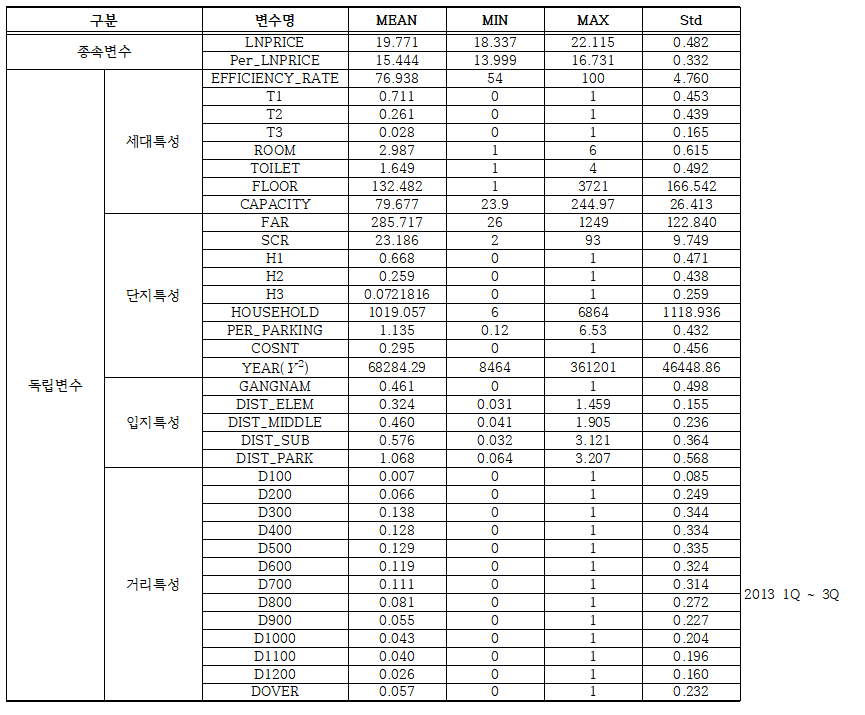 구분 변수명 MEAN MIN MAX Std
종속변수 LNPRICE 19.771 18.337 22.115 0.482
Per_LNPRICE 15.444 13.999 16.731 0.332
독립변수 세대특성 EFFICIENCY_RATE 76.938 54 100 4.760
T1 0.711 0 1 0.453
T2 0.261 0 1 0.439
T3 0.028 0 1 0.165
ROOM 2.987 1 6 0.615
TOILET 1.649 1 4 0.492
FLOOR 132.482 1 3721 166.542
CAPACITY 79.677 23.9 244.97 26.413
단지특성 FAR 285.717 26 1249 122.840
SCR 23.186 2 93 9.749
H1 0.668 0 1 0.471
H2 0.259 0 1 0.438
H3 0.0721816 0 1 0.259
HOUSEHOLD 1019.057 6 6864 1118.936
PER_PARKING 1.135 0.12 6.53 0.432
COSNT 0.295 0 1 0.456
YEAR(Y²) 68284.29 8464 361201 46448.86
입지특성 GANGNAM 0.461 0 1 0.498
DIST_ELEM 0.324 0.031 1.459 0.155
DIST_MIDDLE 0.460 0.041 1.905 0.236
DIST_SUB 0.576 0.032 3.121 0.364
DIST_PARK 1.068 0.064 3.207 0.568
거리특성 D100 0.007 0 1 0.085
D200 0.066 0 1 0.249
D300 0.138 0 1 0.344
D400 0.128 0 1 0.334
D500 0.129 0 1 0.335
D600 0.119 0 1 0.324
D700 0.111 0 1 0.314
D800 0.081 0 1 0.272
D900 0.055 0 1 0.227
D1000 0.043 0 1 0.204
D1100 0.040 0 1 0.196
D1200 0.026 0 1 0.160
DOVER 0.057 0 1 0.232
2013 1Q ~ 3Q